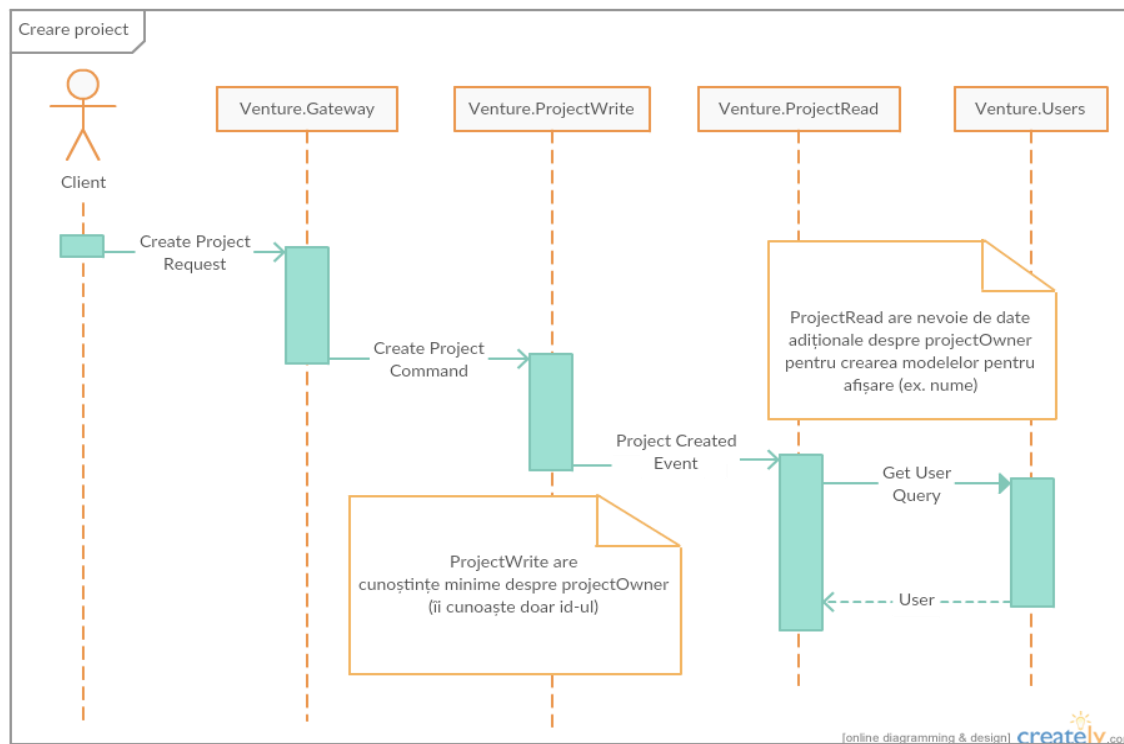 Creare proiect
Venture.Gateway
Venture.ProjectWrite
Venture.ProjectRead
Venture.Users
Client
Create Project
Request
ProjectRead are nevoie de date
adiționale despre projectOwner
pentru crearea modelelor pentru
afișare (ex. nume)
Create Project
Command
Project Created
Event
Get User
Query
ProjectWrite are
cunoștințe minime despre projectOwner
(îi cunoaște doar id-ul)
User
[online diagramming & design] creately.com